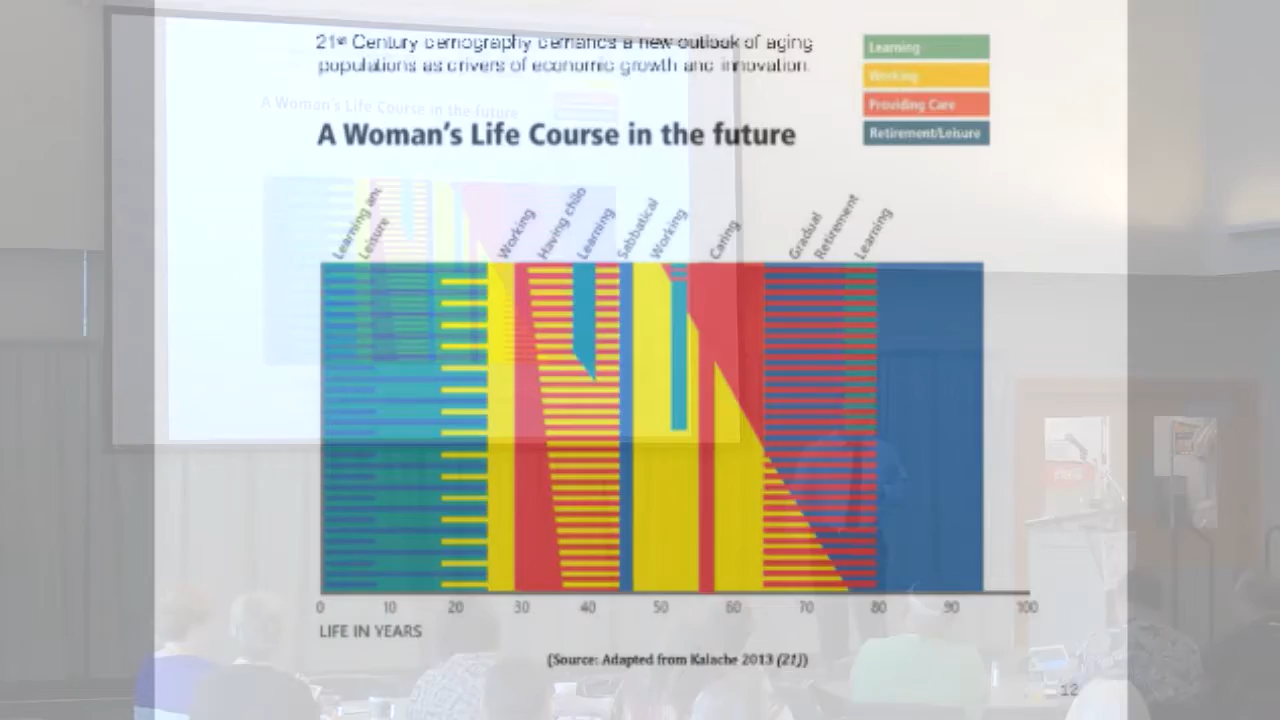 21st Century demography demands a new outlook of aging
populations as drivers of economic growth and innovation.
A Woman's Life Course in the future
A Woman's Life Course in the future
Learning
Working
Providing Care
Retirement/Leisure
Learning and
Leisure
Working
Having child
Learning
Sabbatical
Working
Caring
Gradual
Retirement
Learning
0 10 20 30 40 50 60 70 80 90 100
LIFE IN YEARS
(Source: Adapted from Kalache 2013 (21))
12